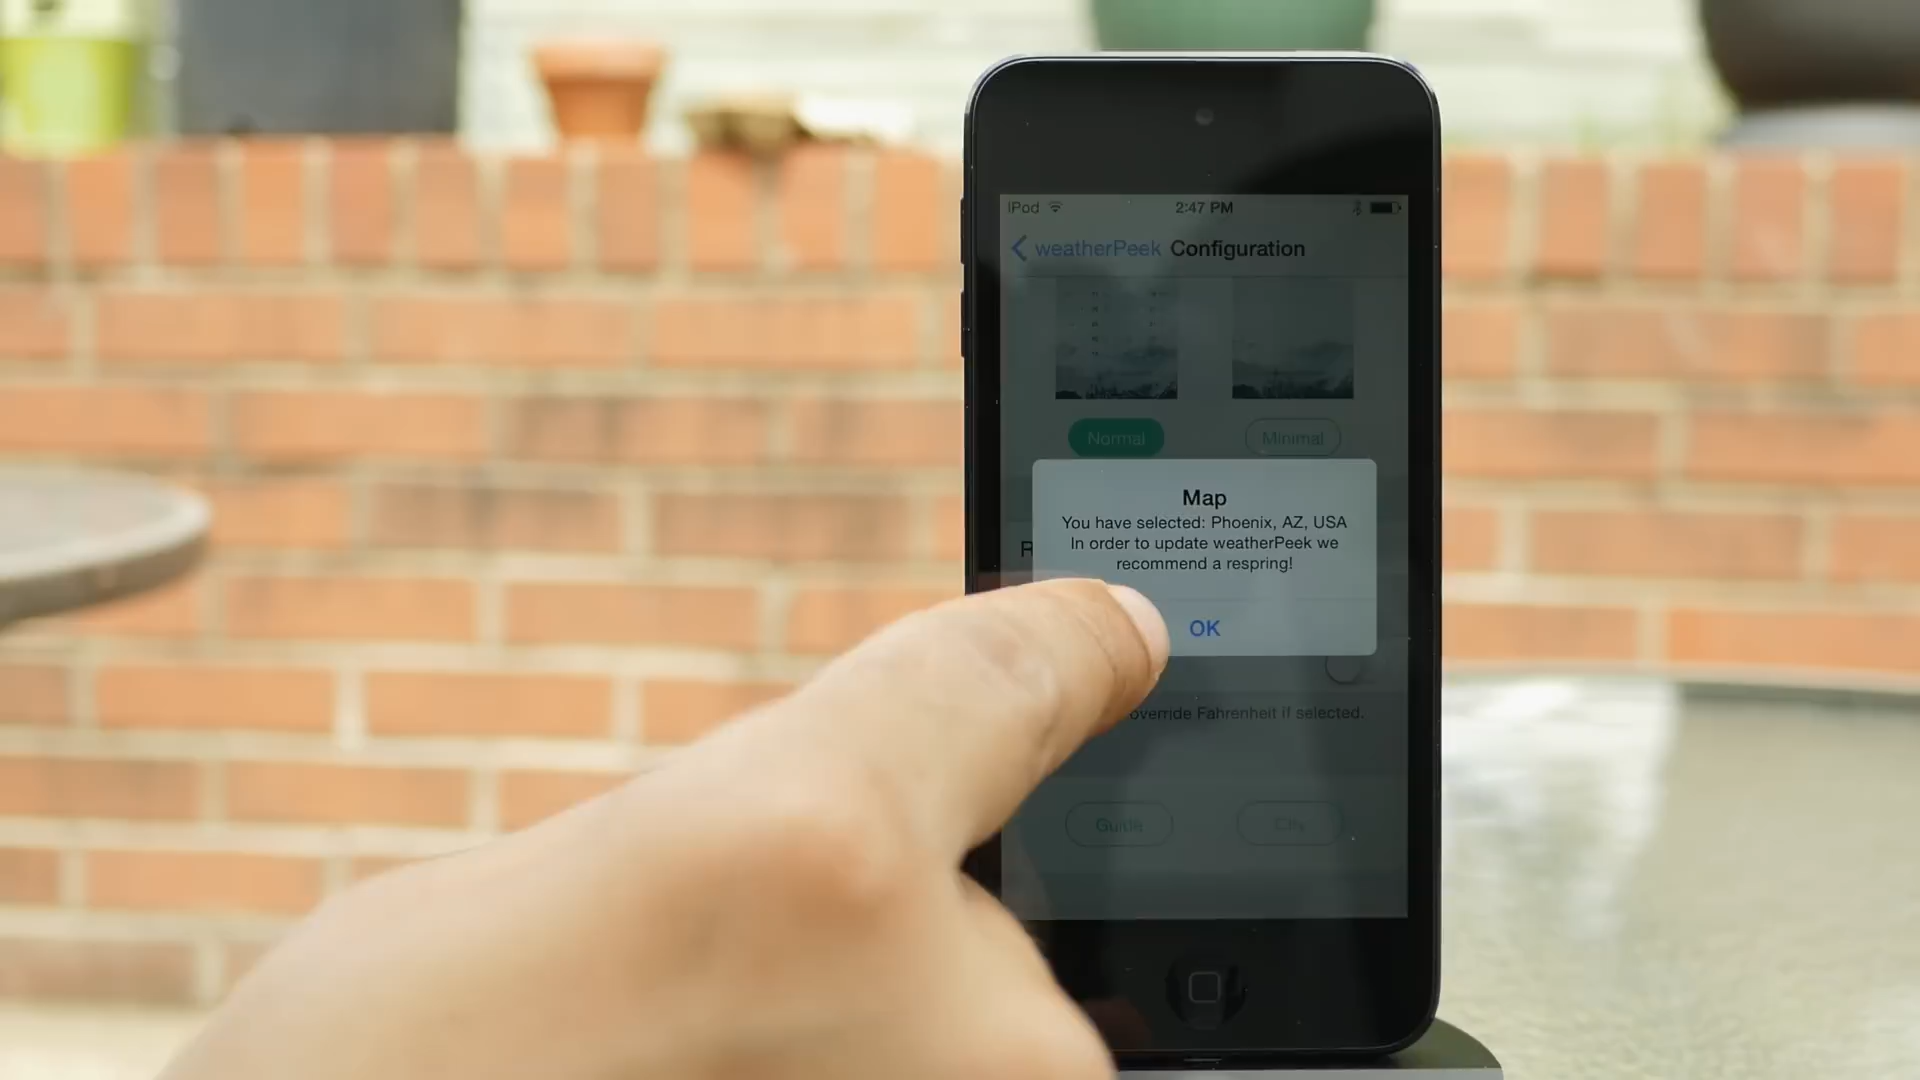 iPod 2:47 PM
weatherPeek Configuration
Normal Minimal
Map
You have selected: Phoenix, AZ, USA
In order to update weatherPeek we
recommend a respring!
R
OK
override Fahrenheit if selected.
Guide City